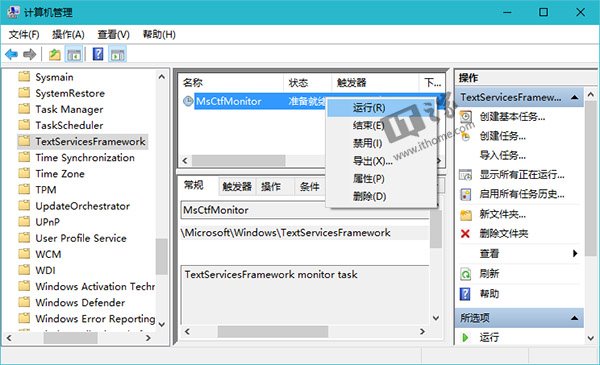 计算机管理
文件(F) 操作(A) 查看(V) 帮助(H)
Sysmain
SystemRestore
Task Manager
TaskScheduler
TextServicesFramework
Time Synchronization
Time Zone
TPM
UpdateOrchestrator
UPnP
User Profile Service
WCM
WDI
Windows Activation Techn
Windows Defender
Windows Error Reporting
名称 状态 触发器 下...
MsCtfMonitor 准备就绪
运行(R)
结束(E)
禁用(I)
导出(X)...
属性(P)
删除(D)
IT之家
www.ithome.com
常规 触发器 操作 条件
MsCtfMonitor
\Microsoft\Windows\TextServicesFramework
TextServicesFramework monitor task
操作
TextServicesFramew...
创建基本任务...
创建任务...
导入任务...
显示所有正在运行...
启用所有任务历史...
新文件夹...
删除文件夹
查看
刷新
帮助
所选项
运行